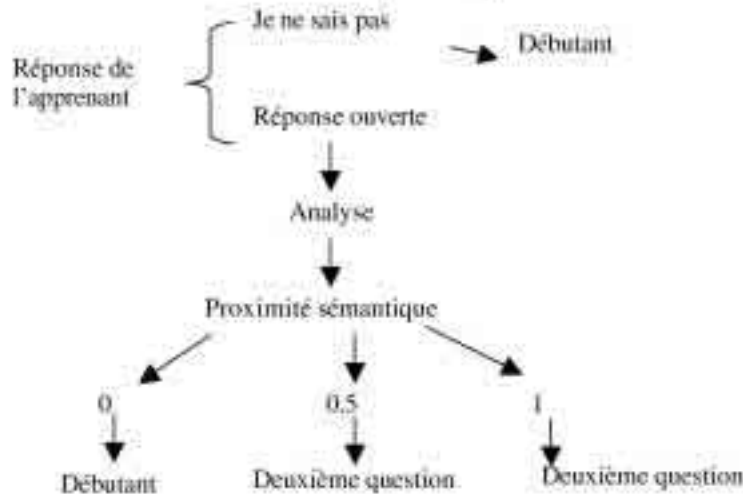 Je ne sais pas
Débutant
Réponse de
l'apprenant
Réponse ouverte
Analyse
Proximité sémantique
0
0.5
1
Débutant
Deuxième question
Deuxième question